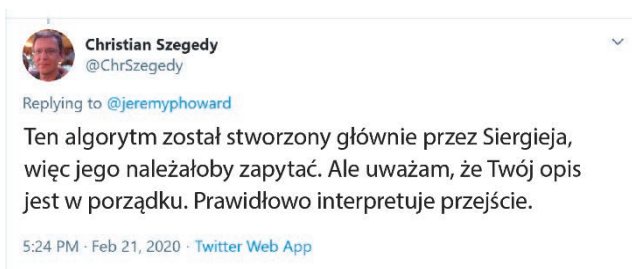 Christian Szegedy
@ChrSzegedy
Replying to @jeremyphoward
Ten algorytm został stworzony głównie przez Siergieja,
więc jego należałoby zapytać. Ale uważam, że Twój opis
jest w porządku. Prawidłowo interpretuje przejście.
5:24 PM · Feb 21, 2020 · Twitter Web App